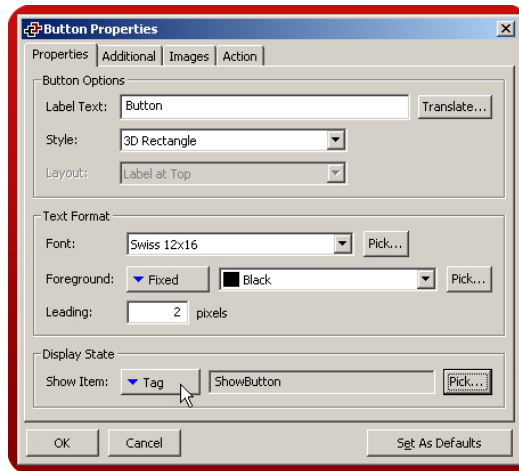 Button Properties
Properties Additional Images Action
Button Options
Label Text: Button Translate...
Style: 3D Rectangle
Layout: Label at Top
Text Format
Font: Swiss 12x16 Pick...
Foreground: Fixed Black Pick...
Leading: 2 pixels
Display State
Show Item: Tag ShowButton Pick...
OK Cancel Set As Defaults